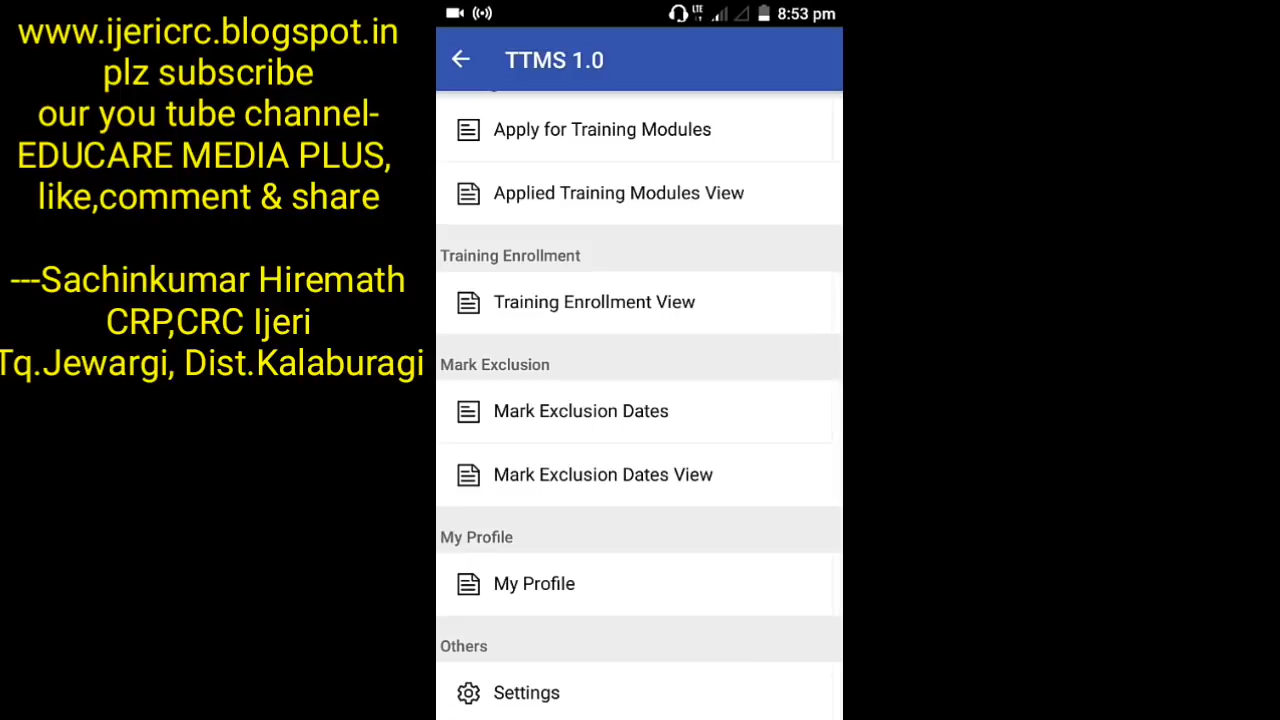 www.ijericrc.blogspot.in
plz subscribe
our you tube channel-
EDUCARE MEDIA PLUS,
like,comment & share
---Sachinkumar Hiremath
CRP,CRC Ijeri
Tq.Jewargi, Dist.Kalaburagi
LTE 8:53 pm
TTMS 1.0
Apply for Training Modules
Applied Training Modules View
Training Enrollment
Training Enrollment View
Mark Exclusion
Mark Exclusion Dates
Mark Exclusion Dates View
My Profile
My Profile
Others
Settings